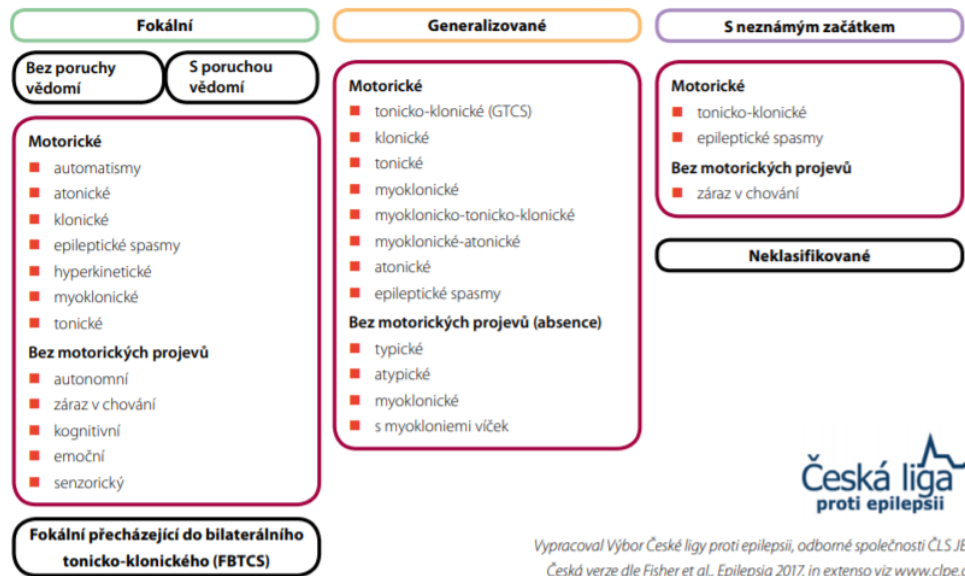 Fokální
Bez poruchy
vědomí
S poruchou
vědomí
Motorické
automatismy
atonické
klonické
epileptické spasmy
hyperkinetické
myoklonické
tonické
Bez motorických projevů
autonomní
záraz v chování
kognitivní
emoční
senzorický
Fokální přecházející do bilaterálního
tonicko-klonického (FBTCS)
Generalizované
Motorické
tonicko-klonické (GTCS)
klonické
tonické
myoklonické
myoklonicko-tonicko-klonické
myoklonické-atonické
atonické
epileptické spasmy
Bez motorických projevů (absence)
typické
atypické
myoklonické
s myokloniemi víček
S neznámým začátkem
Motorické
tonicko-klonické
epileptické spasmy
Bez motorických projevů
záraz v chování
Neklasifikované
Česká liga
proti epilepsii
Vypracoval Výbor České ligy proti epilepsii, odborné společnosti ČLS JE
Česká verze dle Fisher et al., Epilepsia 2017, in extenso viz www.clpe.c